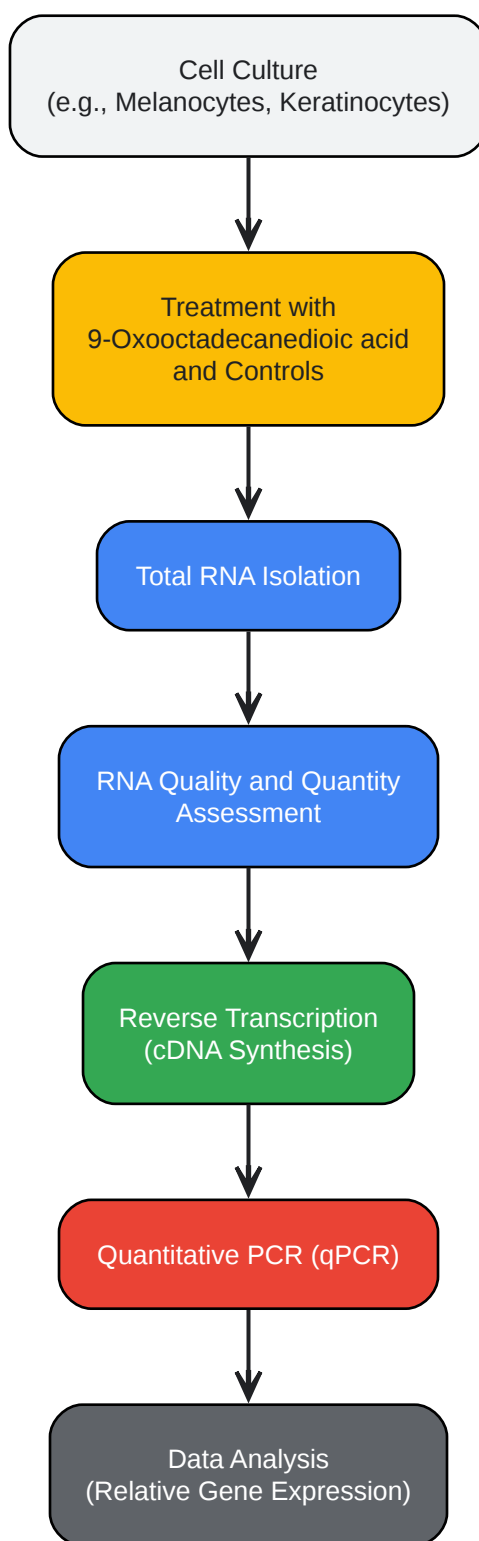 Cell Culture
(e.g., Melanocytes, Keratinocytes)
Treatment with
9-Oxooctadecanedioic acid
and Controls
Total RNA Isolation
RNA Quality and Quantity
Assessment
Reverse Transcription
(cDNA Synthesis)
Quantitative PCR (qPCR)
Data Analysis
(Relative Gene Expression)